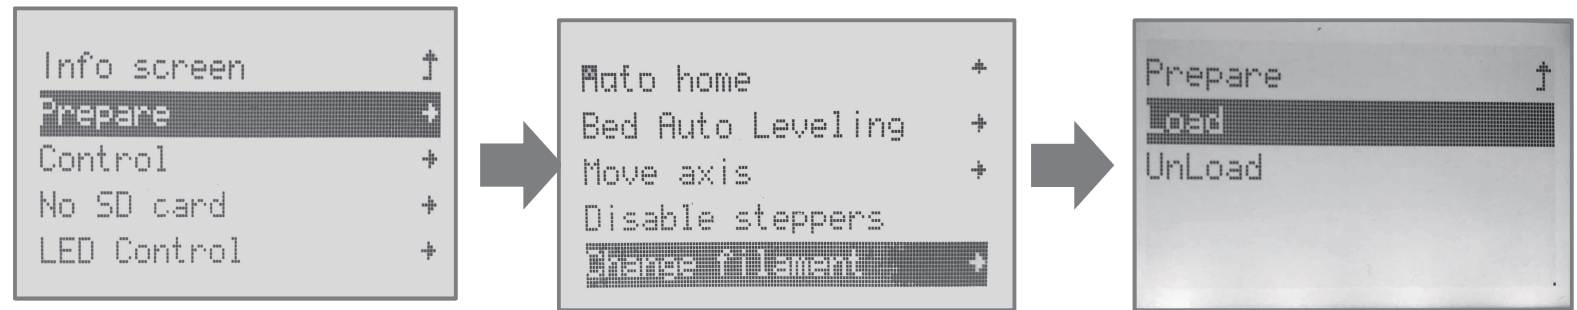 Info screen
Prepare
Control
No SD card
LED Control
Auto home
Bed Auto Leveling
Move axis
Disable steppers
Change filament
Prepare
Load
UnLoad